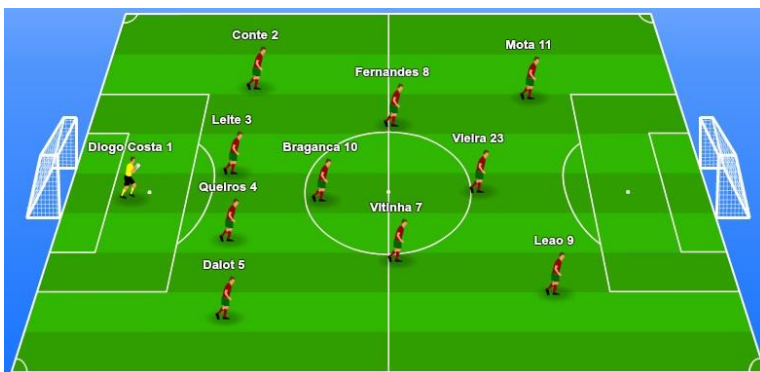 Conte 2
Mota 11
Fernandes 8
Leite 3
Diogo Costa 1
Braganca 10
Vieira 23
Queiros 4
Vitinha 7
Leao 9
Dalot 5